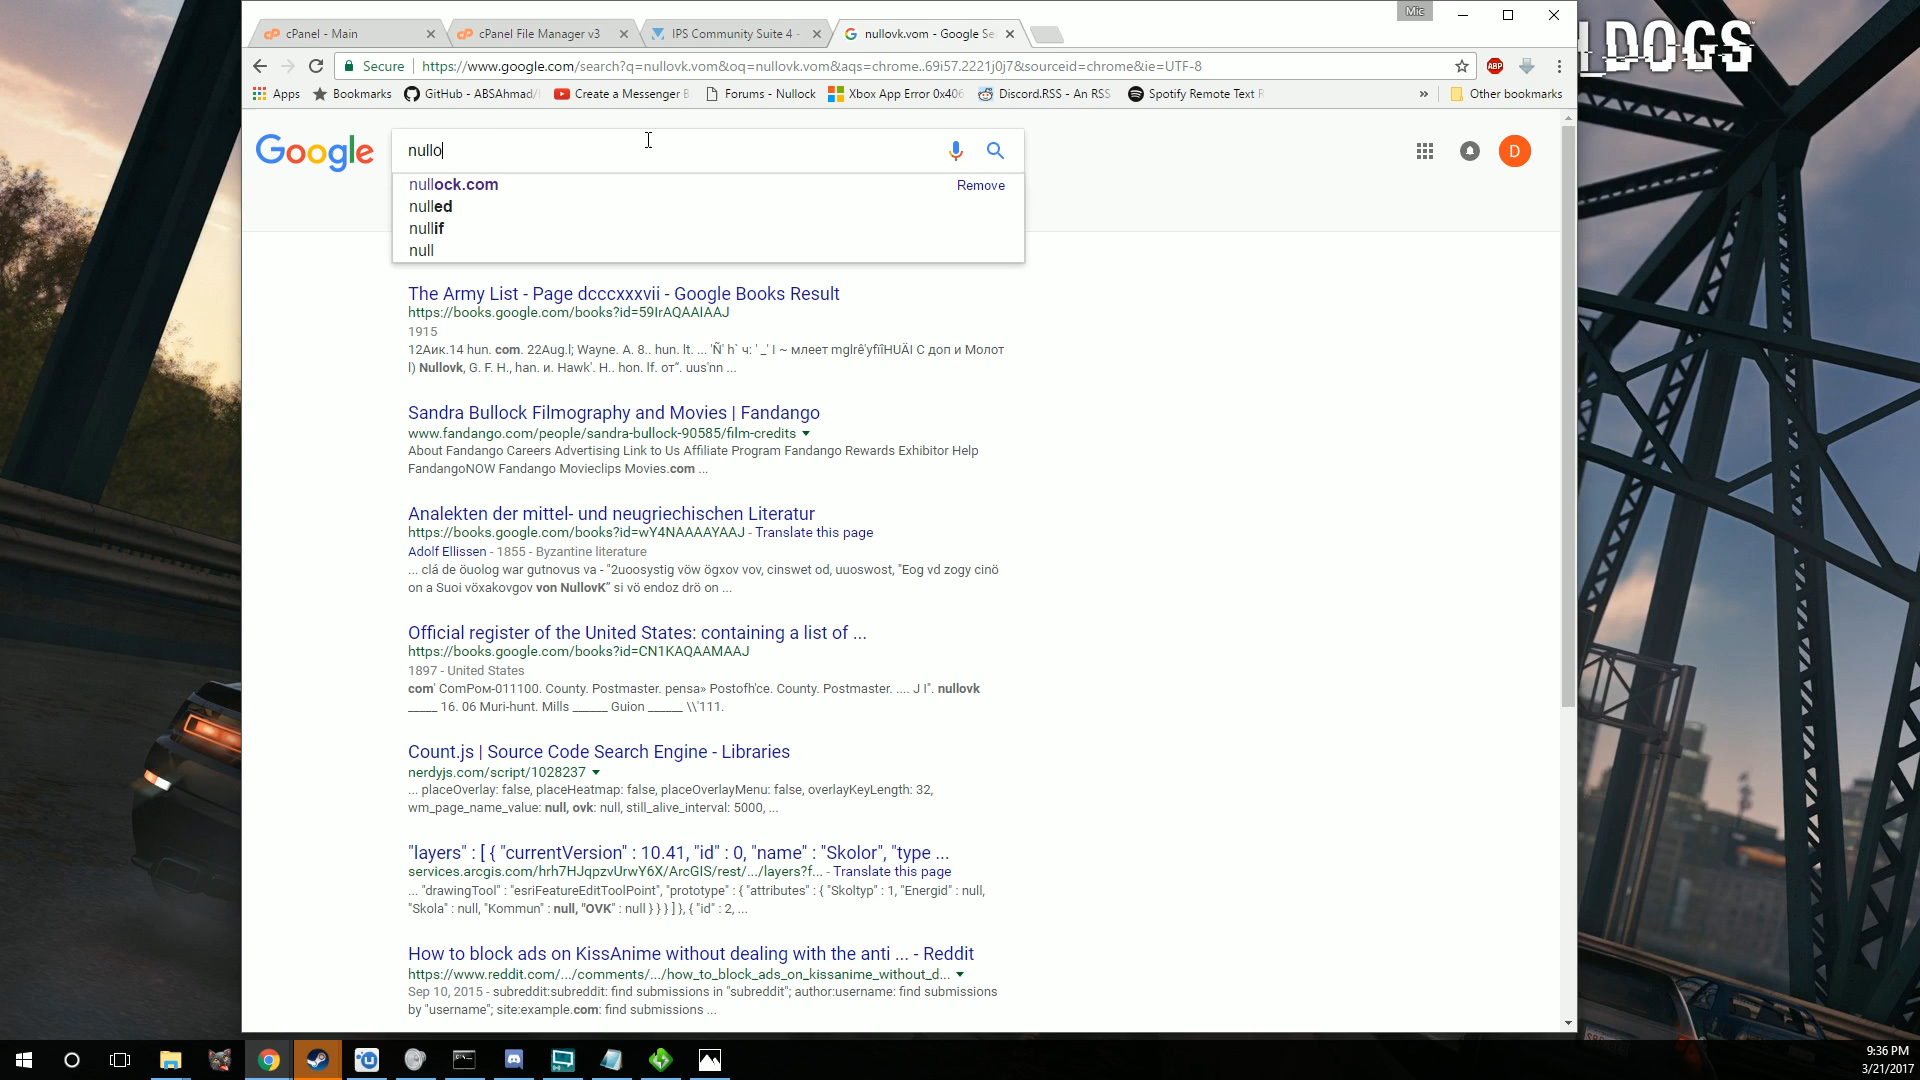 Mic
cPanel - Main
cPanel File Manager v3
IPS Community Suite 4 -
nullovk.vom - Google Se
DOGS
Secure
https://www.google.com/search?q=nullovk.vom&oq=nullovk.vom&aqs=chrome..69i57.2221j0j7&sourceid=chrome&ie=UTF-8
ABP
Apps
Bookmarks
GitHub - ABSAhmad/
Create a Messenger B
Forums - Nullock
Xbox App Error 0x406
Discord.RSS - An RSS
Spotify Remote Text F
»
Other bookmarks
Google
nullo
D
nullock.com
Remove
nulled
nullif
null
The Army List - Page dcccxxxvii - Google Books Result
https://books.google.com/books?id=59IrAQAAIAAJ
1915
12Аик.14 hun. com. 22Aug.l; Wayne. A. 8.. hun. lt. ... 'Ñ' h` ч: ' _' I ~ млеет mglrê'yfîîHUÄI С доп и Молот
l) Nullovk, G. F. H., han. и. Hawk'. H.. hon. lf. от“. uus'nn ...
Sandra Bullock Filmography and Movies | Fandango
www.fandango.com/people/sandra-bullock-90585/film-credits
About Fandango Careers Advertising Link to Us Affiliate Program Fandango Rewards Exhibitor Help
FandangoNOW Fandango Movieclips Movies.com ...
Analekten der mittel- und neugriechischen Literatur
https://books.google.com/books?id=wY4NAAAAYAAJ - Translate this page
Adolf Ellissen - 1855 - Byzantine literature
... clá de öuolog war gutnovus va - "2uoosystig vöw ögxov vov, cinswet od, uuoswost, "Eog vd zogy cinö
on a Suoi vöxakovgov von NullovK” si vö endoz drö on ...
Official register of the United States: containing a list of ...
https://books.google.com/books?id=CN1KAQAAMAAJ
1897 - United States
com' ComPом-011100. County. Postmaster. pensa» Postofh'ce. County. Postmaster. .... J I". nullovk
_____ 16. 06 Muri-hunt. Mills ______ Guion ______ \\'111.
Count.js | Source Code Search Engine - Libraries
nerdyjs.com/script/1028237
... placeOverlay: false, placeHeatmap: false, placeOverlayMenu: false, overlayKeyLength: 32,
wm_page_name_value: null, ovk: null, still_alive_interval: 5000, ...
"layers" : [ { "currentVersion" : 10.41, "id" : 0, "name" : "Skolor", "type ...
services.arcgis.com/hrh7HJqpzvUrwY6X/ArcGIS/rest/.../layers?f... - Translate this page
... "drawingTool" : "esriFeatureEditToolPoint", "prototype" : { "attributes" : { "Skoltyp" : 1, "Energid" : null,
"Skola" : null, "Kommun" : null, "OVK" : null } } } ] }, { "id" : 2, ...
How to block ads on KissAnime without dealing with the anti ... - Reddit
https://www.reddit.com/.../comments/.../how_to_block_ads_on_kissanime_without_d...
Sep 10, 2015 - subreddit:subreddit: find submissions in "subreddit"; author:username: find submissions
by "username"; site:example.com: find submissions ...
9:36 PM
3/21/2017